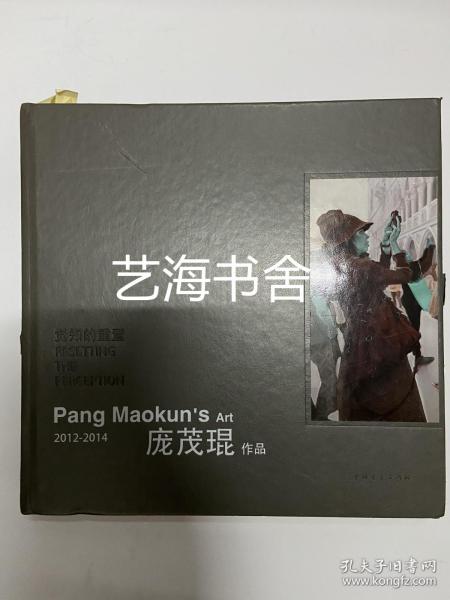 艺海书舍
觉知的重置
RESETTING
THE
PERCEPTION
Pang Maokun's Art
2012-2014
庞茂琨 作品
孔夫子旧书网
www.kongfz.com